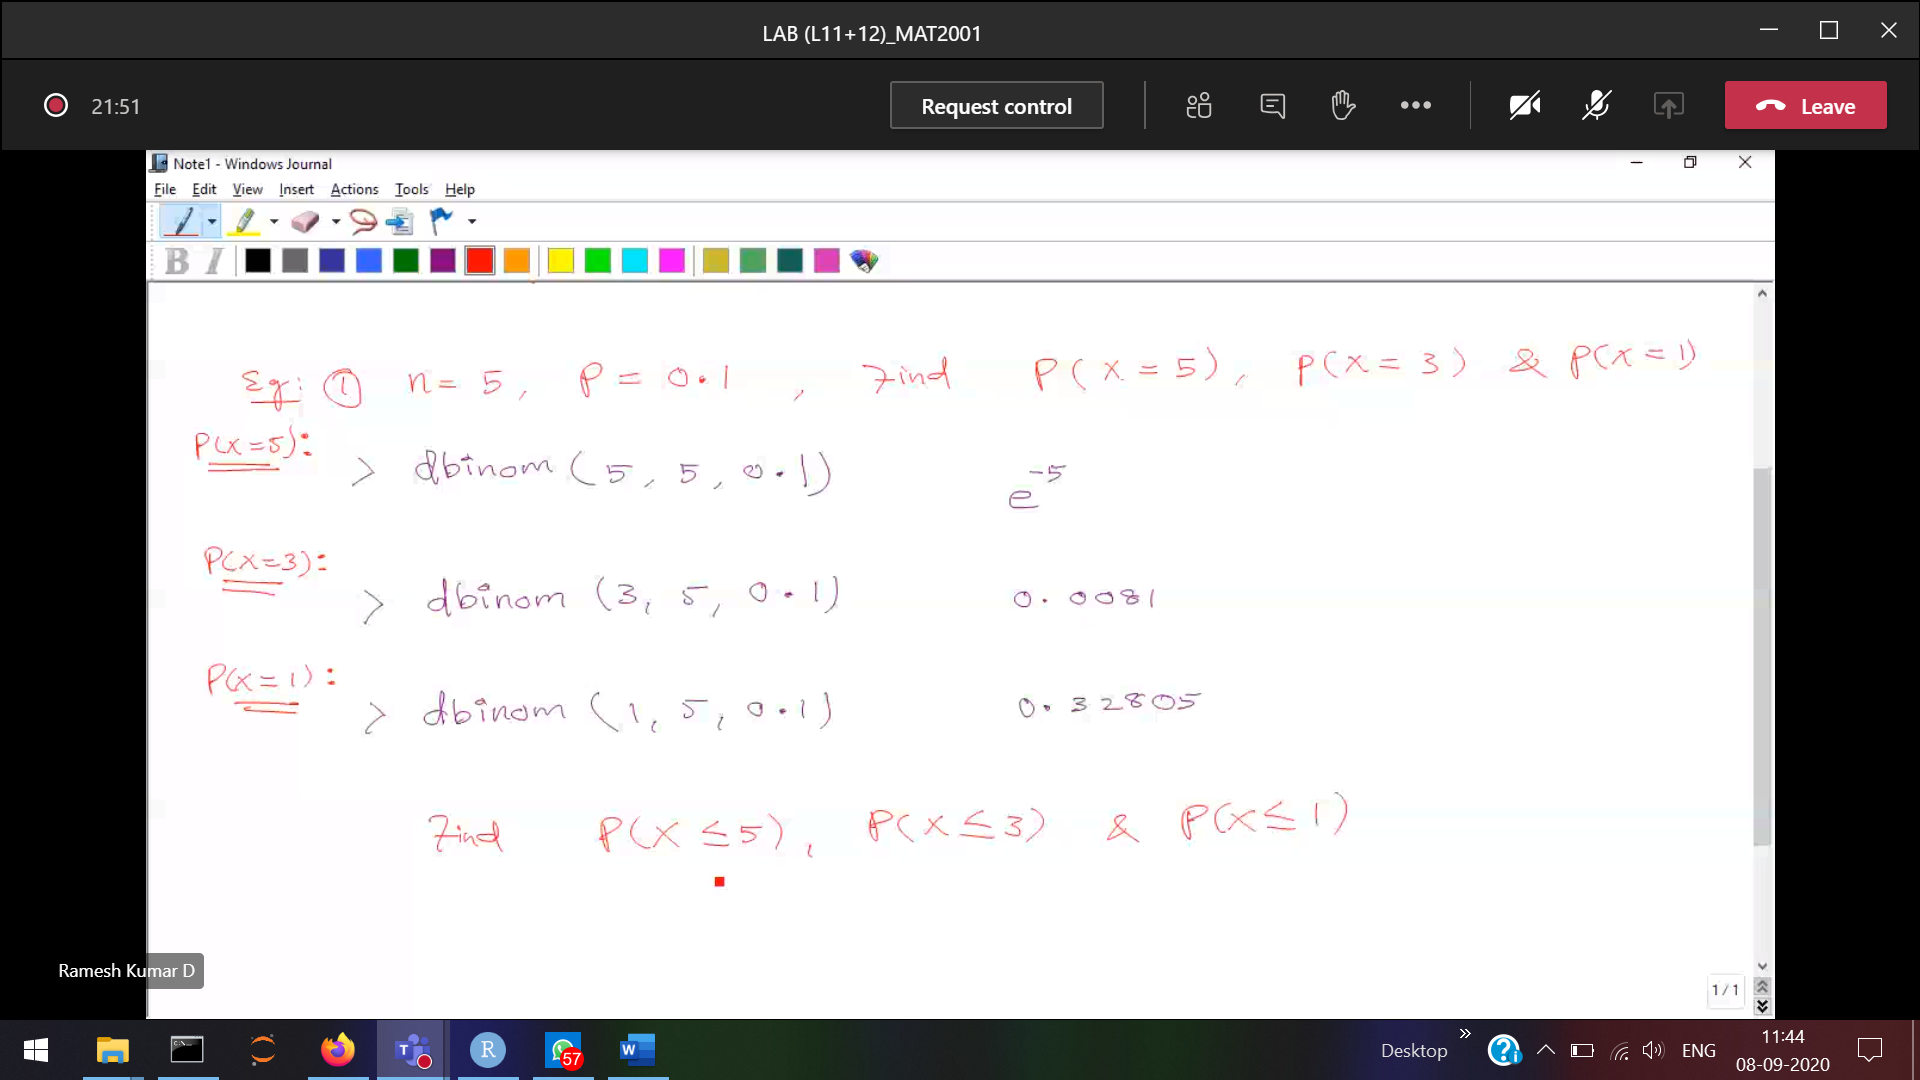 LAB (L11+12)_MAT2001
21:51
Request control
Leave
Note1 - Windows Journal
File Edit View Insert Actions Tools Help
B I
Eg: ① n = 5, P = 0.1, Find P(X = 5), P(X = 3) & P(X = 1)
P(X=5):
> dbinom (5, 5, 0.1) e⁻⁵
P(X=3):
> dbinom (3, 5, 0.1) 0.0081
P(X=1):
> dbinom (1, 5, 0.1) 0.32805
Find P(X ≤ 5), P(X ≤ 3) & P(X ≤ 1)
Ramesh Kumar D
1 / 1
57
Desktop
ENG
11:44
08-09-2020